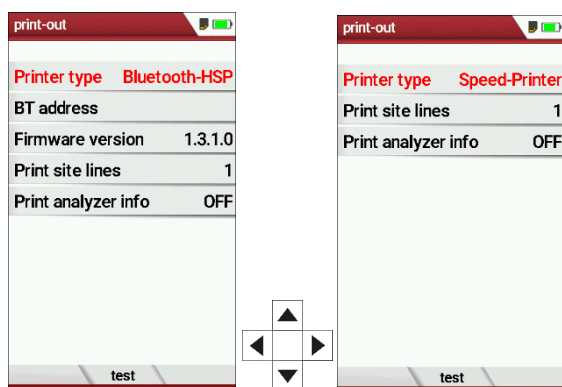 print-out
Printer type Bluetooth-HSP
BT address
Firmware version 1.3.1.0
Print site lines 1
Print analyzer info OFF
test
print-out
Printer type Speed-Printer
Print site lines 1
Print analyzer info OFF
test